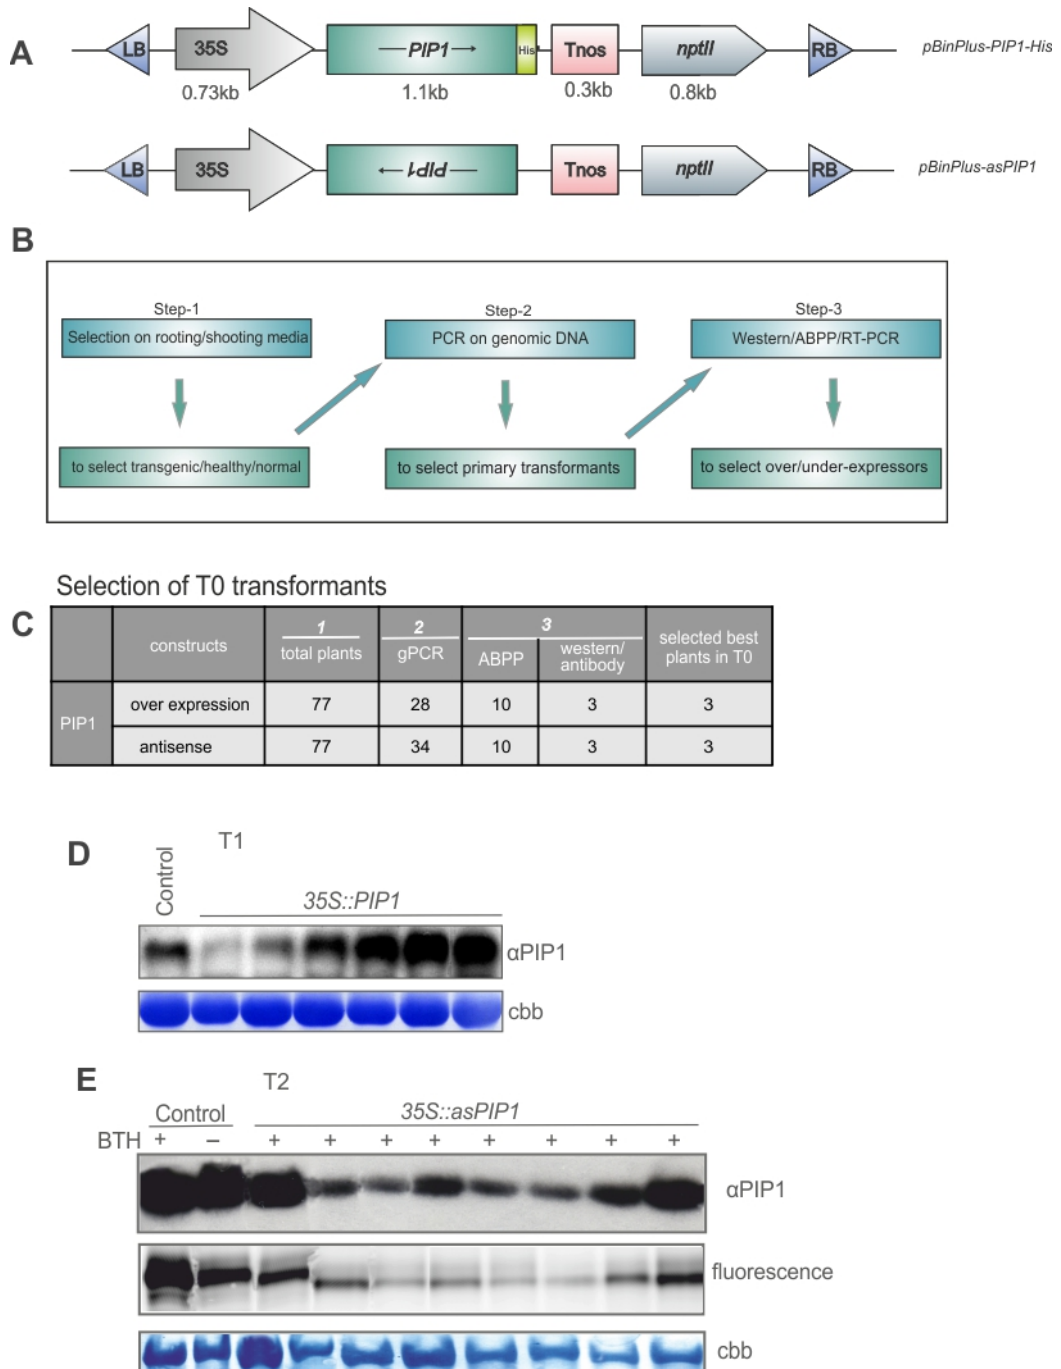 A
LB 35S PIP1 His Tnos nptII RB pBinPlus-PIP1-His
0.73kb 1.1kb 0.3kb 0.8kb
LB 35S PIP1 Tnos nptII RB pBinPlus-asPIP1
B
Step-1 Step-2 Step-3
Selection on rooting/shooting media PCR on genomic DNA Western/ABPP/RT-PCR
to select transgenic/healthy/normal to select primary transformants to select over/under-expressors
Selection of T0 transformants
C
constructs 1 total plants 2 gPCR 3 ABPP western/antibody selected best plants in T0
PIP1
over expression 77 28 10 3 3
antisense 77 34 10 3 3
D
Control T1
35S::PIP1
αPIP1
cbb
E
T2
Control 35S::asPIP1
BTH + – + + + + + + + +
αPIP1
fluorescence
cbb